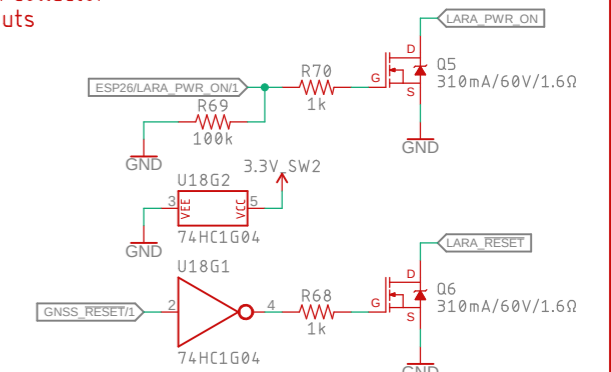 uts
LARA_PWR_ON
D
Q5
R70
G
310mA/60V/1.6Ω
ESP26/LARA_PWR_ON/1
S
1k
R69
100k
GND
GND
3.3V_SW2
U18G2
3 VEE VCC 5
74HC1G04
GND
LARA_RESET
U18G1
D
Q6
R68
G
310mA/60V/1.6Ω
GNSS_RESET/1
2
4
S
1k
74HC1G04
GND